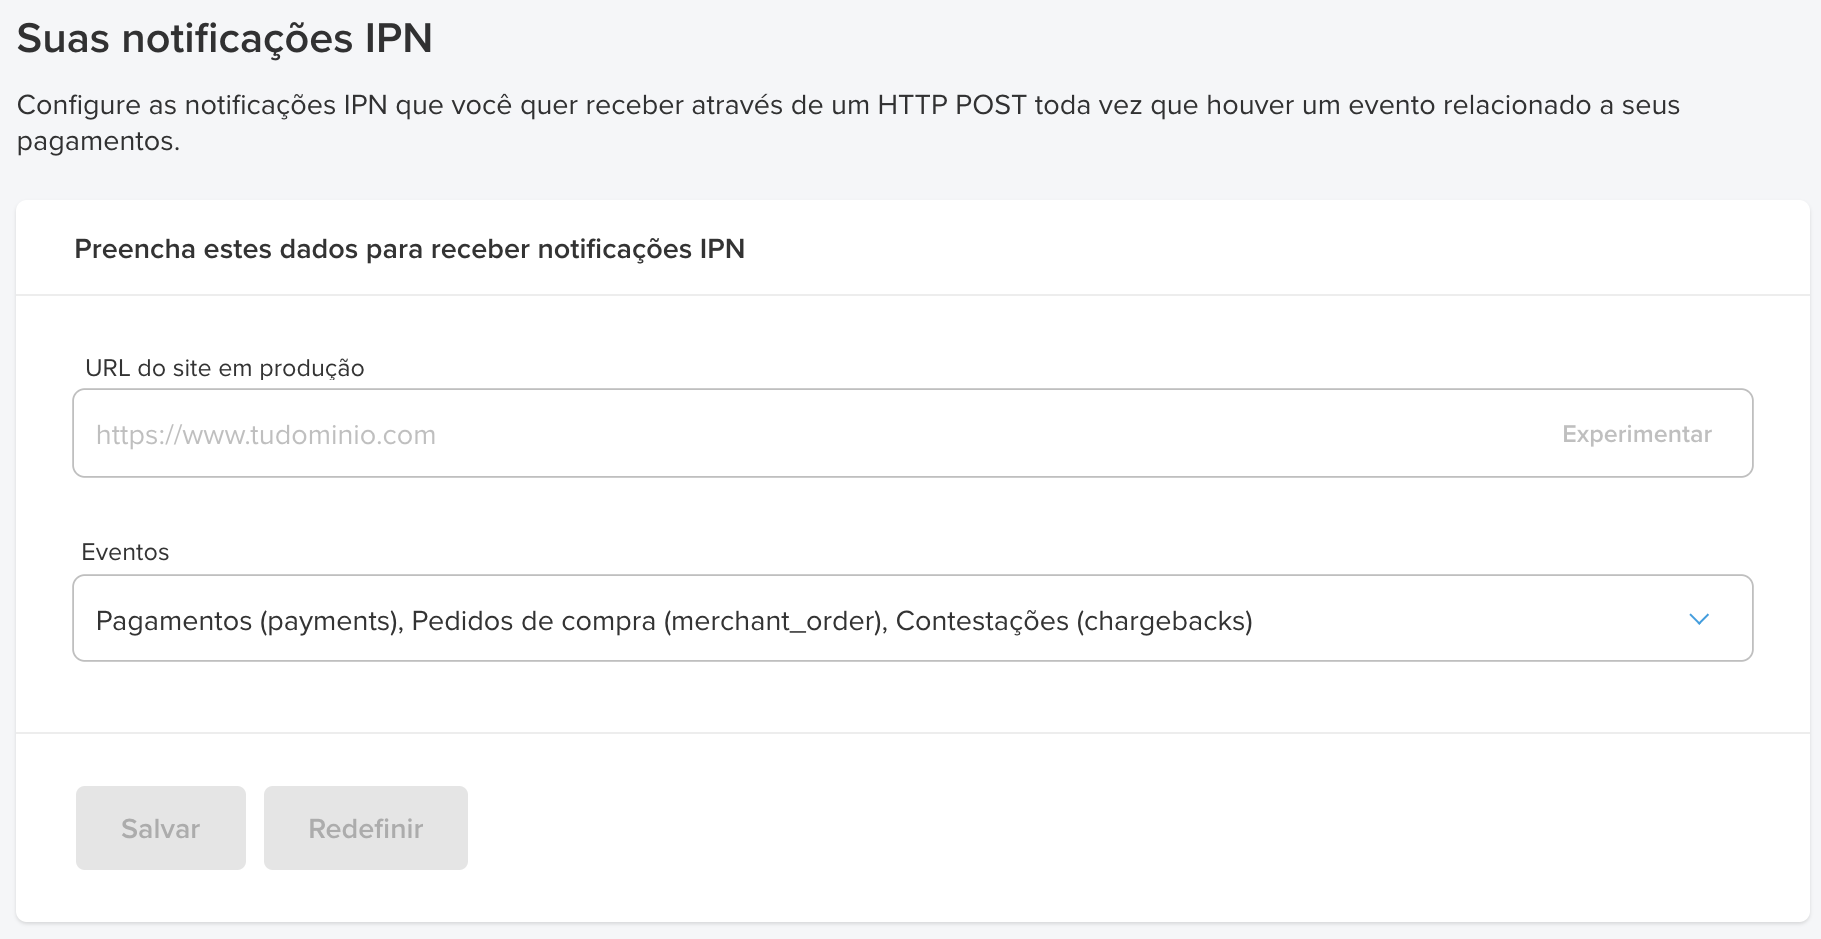 Suas notificações IPN
Configure as notificações IPN que você quer receber através de um HTTP POST toda vez que houver um evento relacionado a seus
pagamentos.
Preencha estes dados para receber notificações IPN
URL do site em produção
https://www.tudominio.com
Experimentar
Eventos
Pagamentos (payments), Pedidos de compra (merchant_order), Contestações (chargebacks)
Salvar
Redefinir